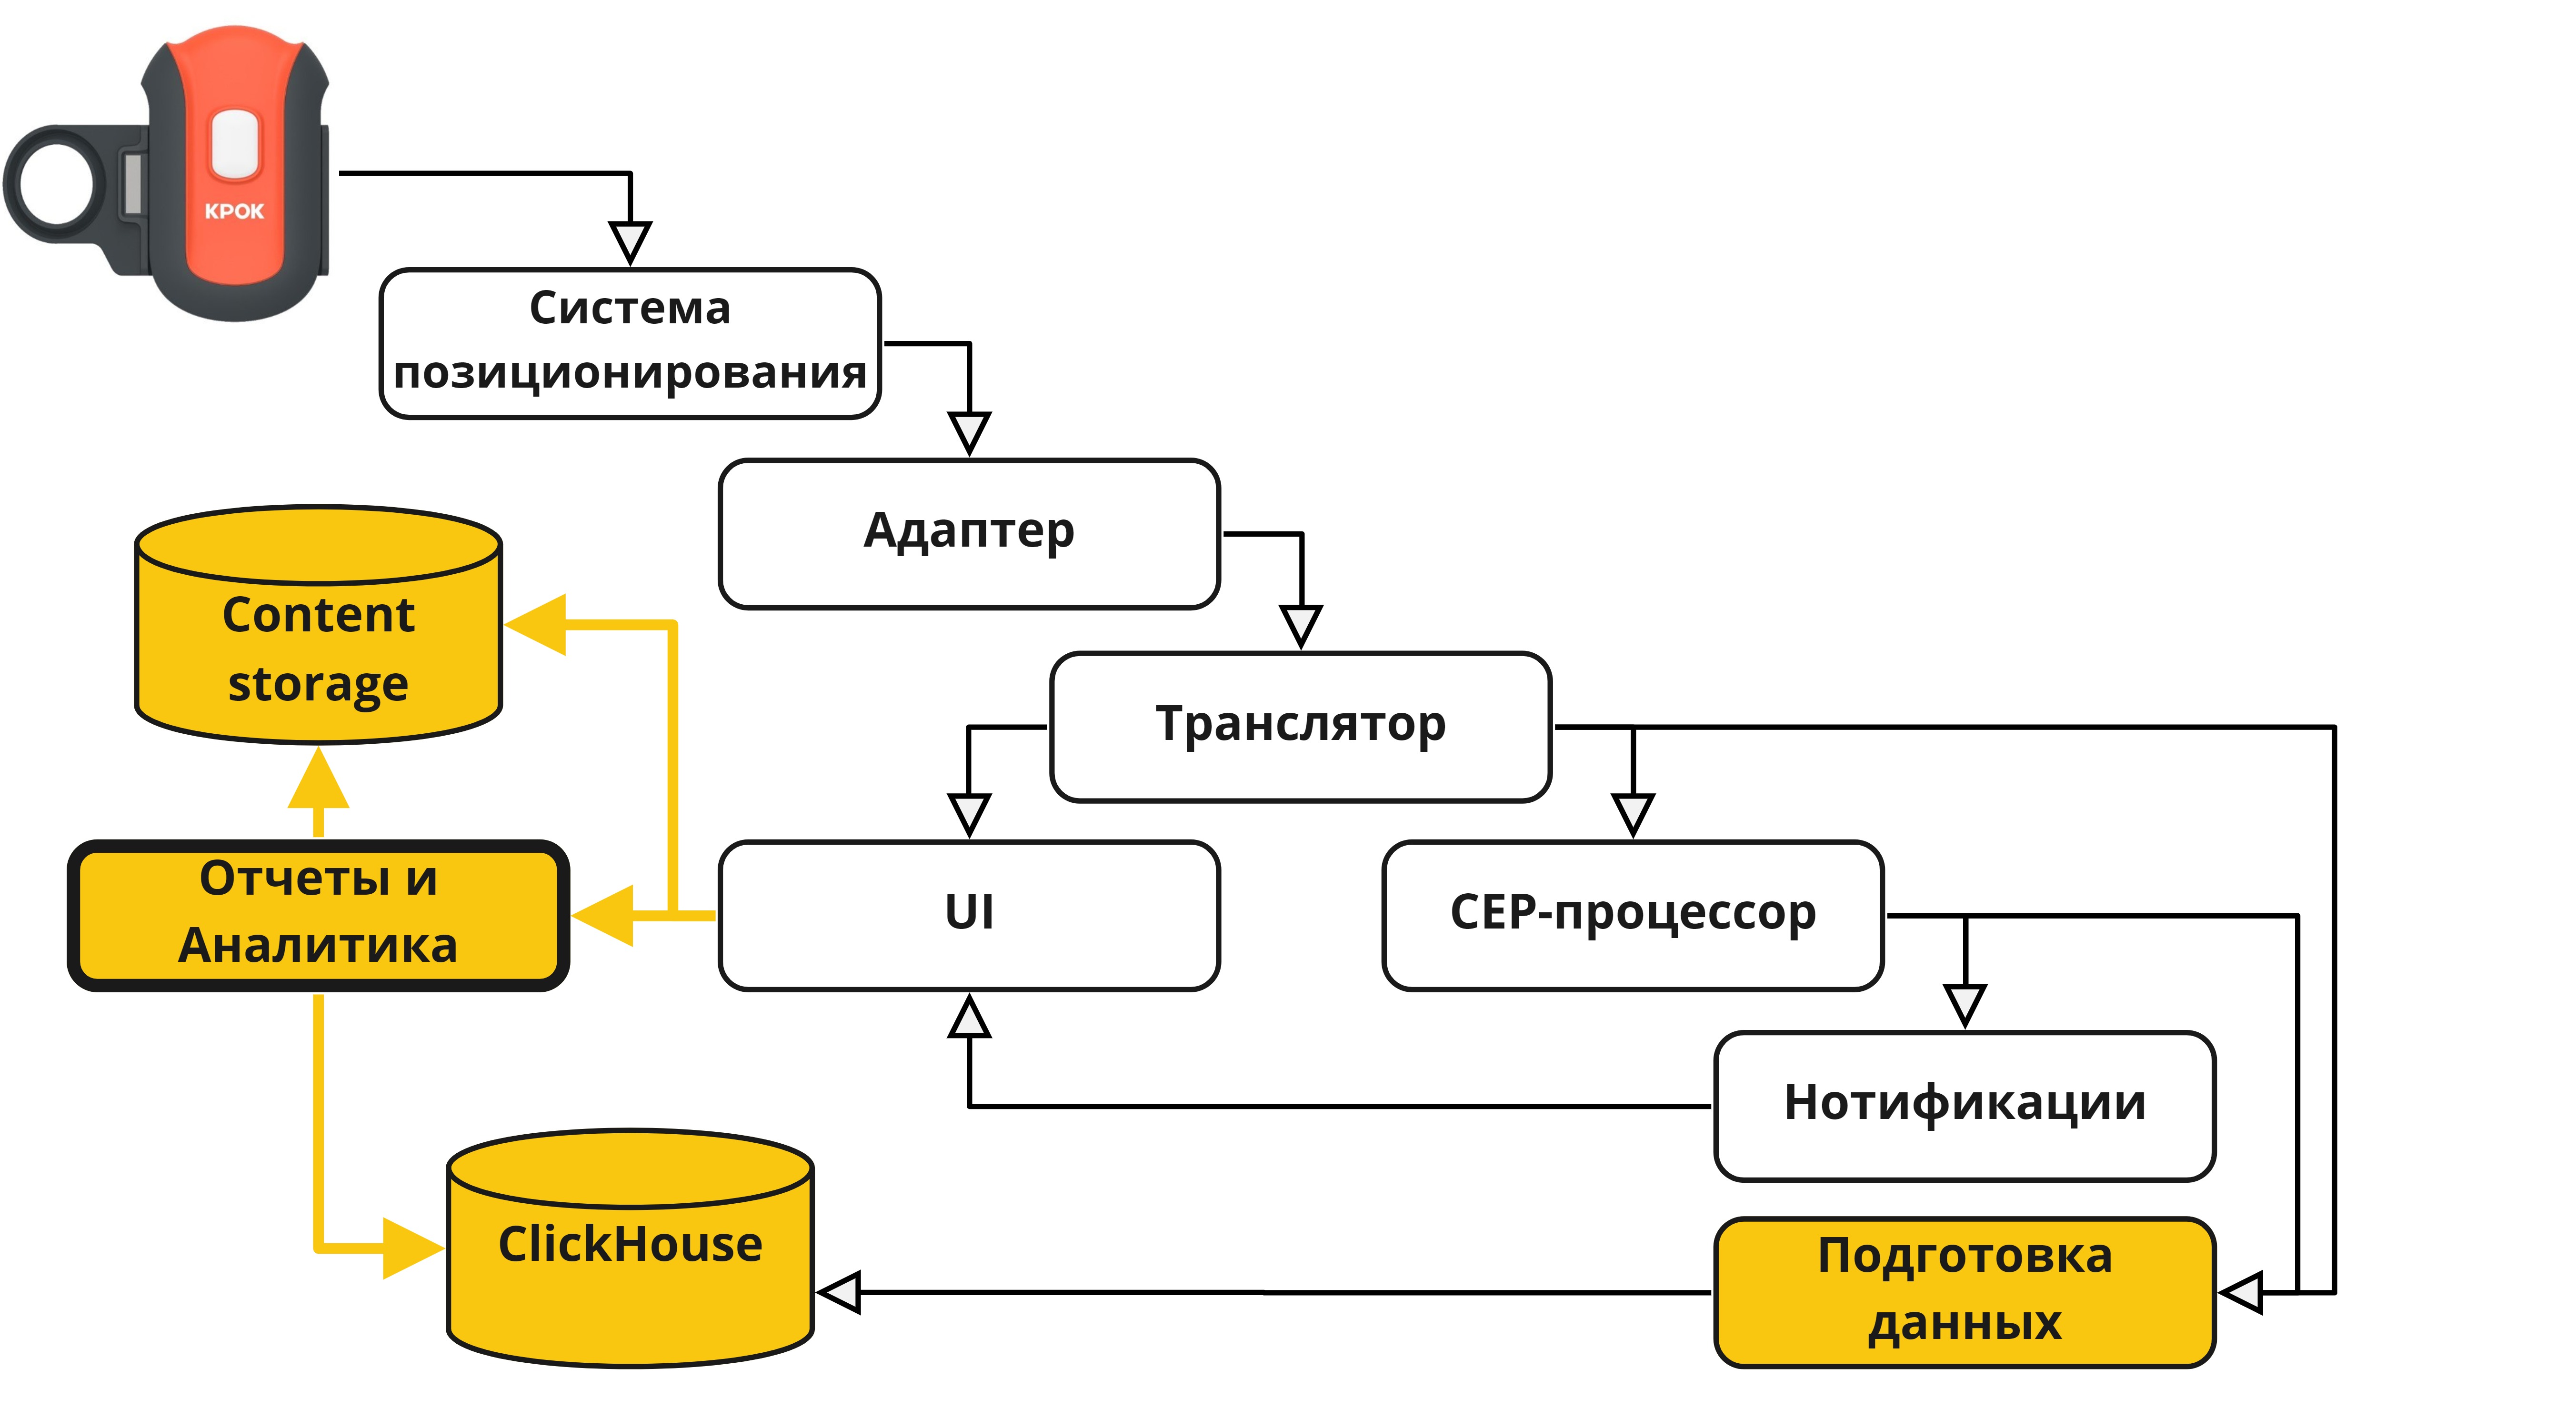 КРОК
Система
позиционирования
Адаптер
Content
storage
Транслятор
Отчеты и
Аналитика
UI
CEP-процессор
Нотификации
ClickHouse
Подготовка
данных